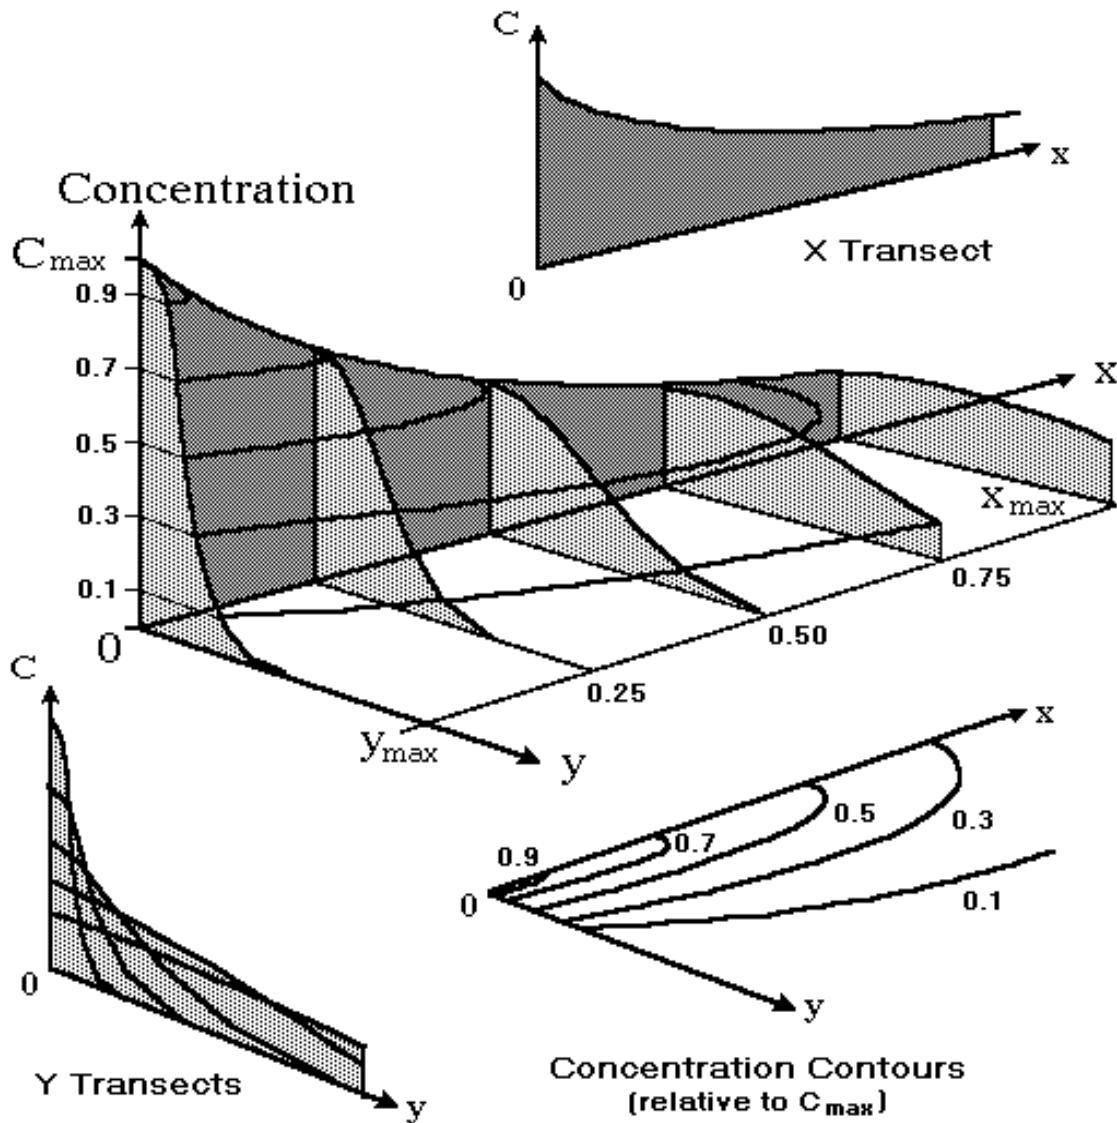 C
x
X Transect
0
Concentration
Cmax
0.9
0.7
0.5
0.3
0.1
0
x
xmax
0.75
0.50
0.25
ymax
y
C
0
Y Transects
y
x
0.9
0.7
0.5
0.3
0.1
0
y
Concentration Contours
(relative to Cmax)